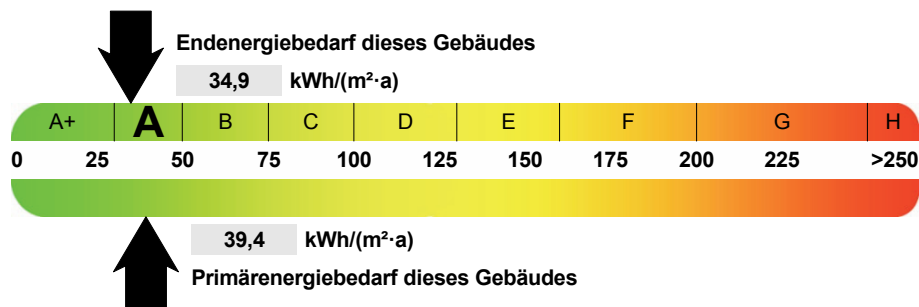 Endenergiebedarf dieses Gebäudes
34,9 kWh/(m²·a)
A+ A B C D E F G H
0 25 50 75 100 125 150 175 200 225 >250
39,4 kWh/(m²·a)
Primärenergiebedarf dieses Gebäudes